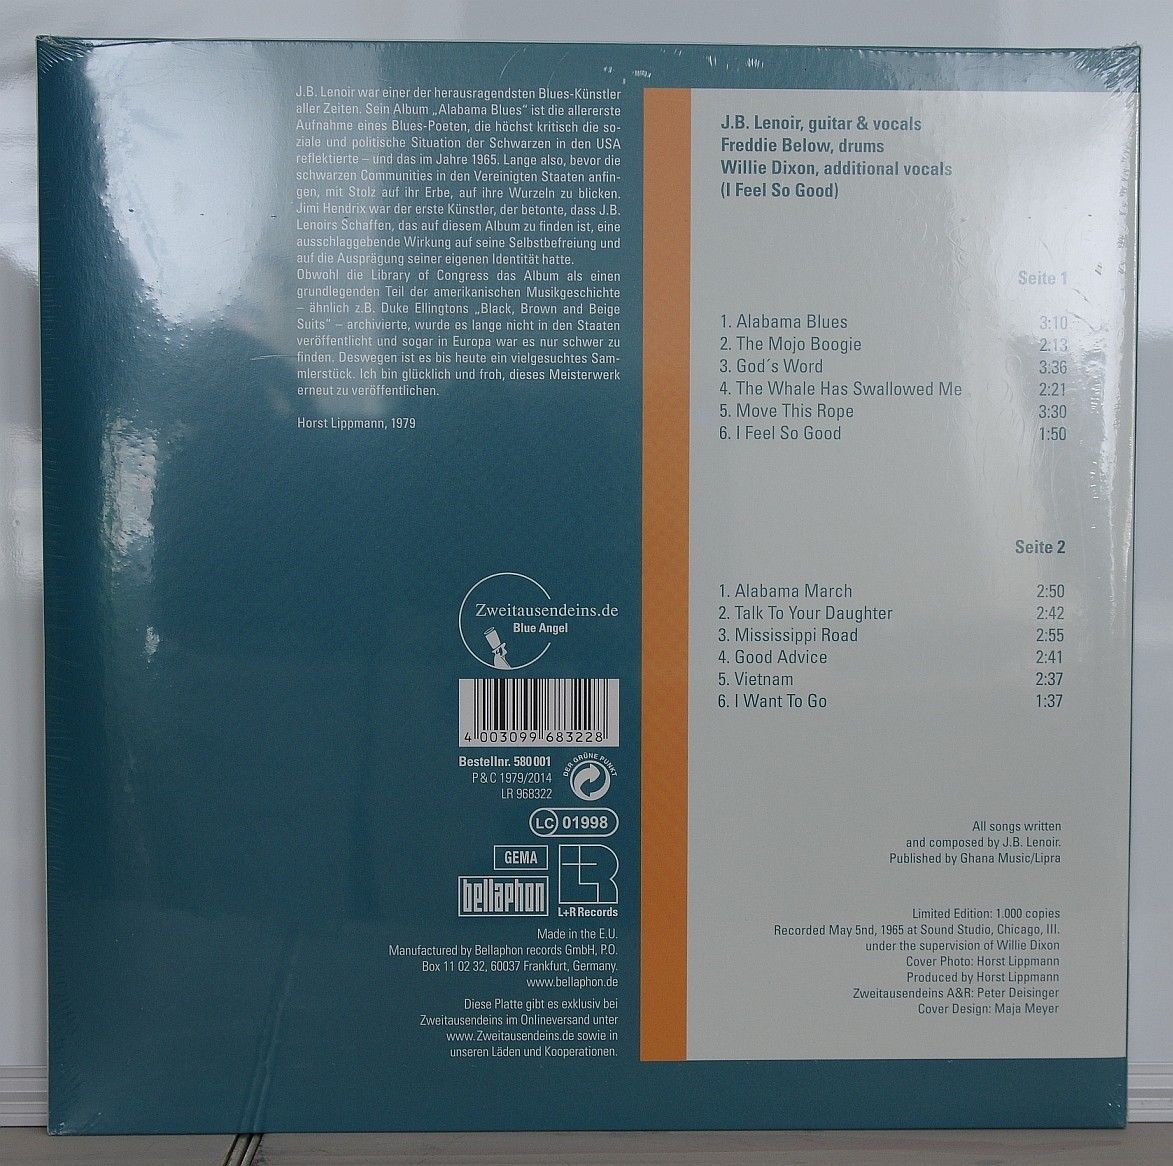 J.B. Lenoir war einer der herausragendsten Blues-Künstler
aller Zeiten. Sein Album „Alabama Blues“ ist die allererste
Aufnahme eines Blues-Poeten, die höchst kritisch die so-
ziale und politische Situation der Schwarzen in den USA
reflektierte – und das im Jahre 1965. Lange also, bevor die
schwarzen Communities in den Vereinigten Staaten anfin-
gen, mit Stolz auf ihr Erbe, auf ihre Wurzeln zu blicken.
Jimi Hendrix war der erste Künstler, der betonte, dass J.B.
Lenoirs Schaffen, das auf diesem Album zu finden ist, eine
ausschlaggebende Wirkung auf seine Selbstbefreiung und
auf die Ausprägung seiner eigenen Identität hatte.
Obwohl die Library of Congress das Album als einen
grundlegenden Teil der amerikanischen Musikgeschichte
– ähnlich z.B. Duke Ellingtons „Black, Brown and Beige
Suits“ – archivierte, wurde es lange nicht in den Staaten
veröffentlicht und sogar in Europa war es nur schwer zu
finden. Deswegen ist es bis heute ein vielgesuchtes Sam-
mlerstück. Ich bin glücklich und froh, dieses Meisterwerk
erneut zu veröffentlichen.
Horst Lippmann, 1979
Zweitausendeins.de
Blue Angel
4 003099 683228
Bestellnr. 580 001
P & C 1979/2014
LR 968322
DER GRÜNE PUNKT
LC 01998
GEMA
bellaphon
L+R Records
Made in the E.U.
Manufactured by Bellaphon records GmbH, P.O.
Box 11 02 32, 60037 Frankfurt, Germany.
www.bellaphon.de
Diese Platte gibt es exklusiv bei
Zweitausendeins im Onlineversand unter
www.Zweitausendeins.de sowie in
unseren Läden und Kooperationen.
J.B. Lenoir, guitar & vocals
Freddie Below, drums
Willie Dixon, additional vocals
(I Feel So Good)
Seite 1
1. Alabama Blues 3:10
2. The Mojo Boogie 2:13
3. God´s Word 3:36
4. The Whale Has Swallowed Me 2:21
5. Move This Rope 3:30
6. I Feel So Good 1:50
Seite 2
1. Alabama March 2:50
2. Talk To Your Daughter 2:42
3. Mississippi Road 2:55
4. Good Advice 2:41
5. Vietnam 2:37
6. I Want To Go 1:37
All songs written
and composed by J.B. Lenoir.
Published by Ghana Music/Lipra
Limited Edition: 1.000 copies
Recorded May 5nd, 1965 at Sound Studio, Chicago, Ill.
under the supervision of Willie Dixon
Cover Photo: Horst Lippmann
Produced by Horst Lippmann
Zweitausendeins A&R: Peter Deisinger
Cover Design: Maja Meyer